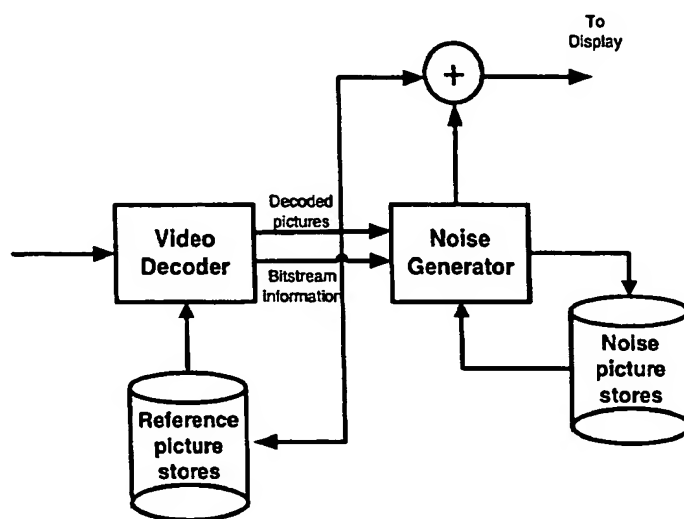 To
Display
+
Decoded
pictures
Video
Decoder
Noise
Generator
Bitstream
Information
Noise
picture
stores
Reference
picture
stores